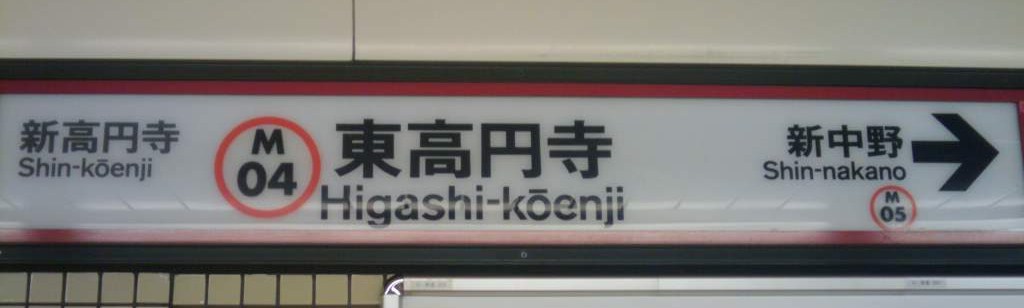 新高円寺
Shin-kōenji
M
04
東高円寺
Higashi-kōenji
新中野
Shin-nakano
M
05